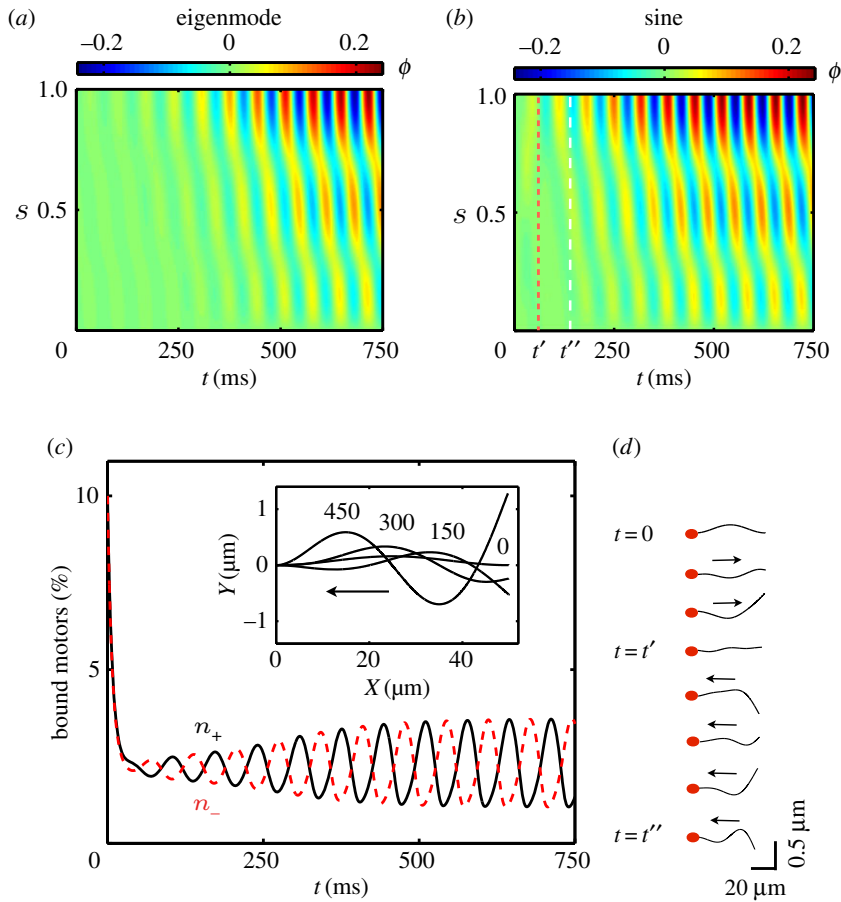 (a) eigenmode
−0.2 0 0.2 ϕ
1.0
s 0.5
0 250 500 750
t (ms)
(b) sine
−0.2 0 0.2 ϕ
1.0
0.5
0 t′ t″ 250 500 750
t (ms)
(c)
10
5
0
bound motors (%)
n+
n−
0 250 500 750
t (ms)
1
0
−1
Y (μm)
450 300 150 0
0 20 40
X (μm)
(d)
t = 0
t = t′
t = t″
0.5 μm
20 μm